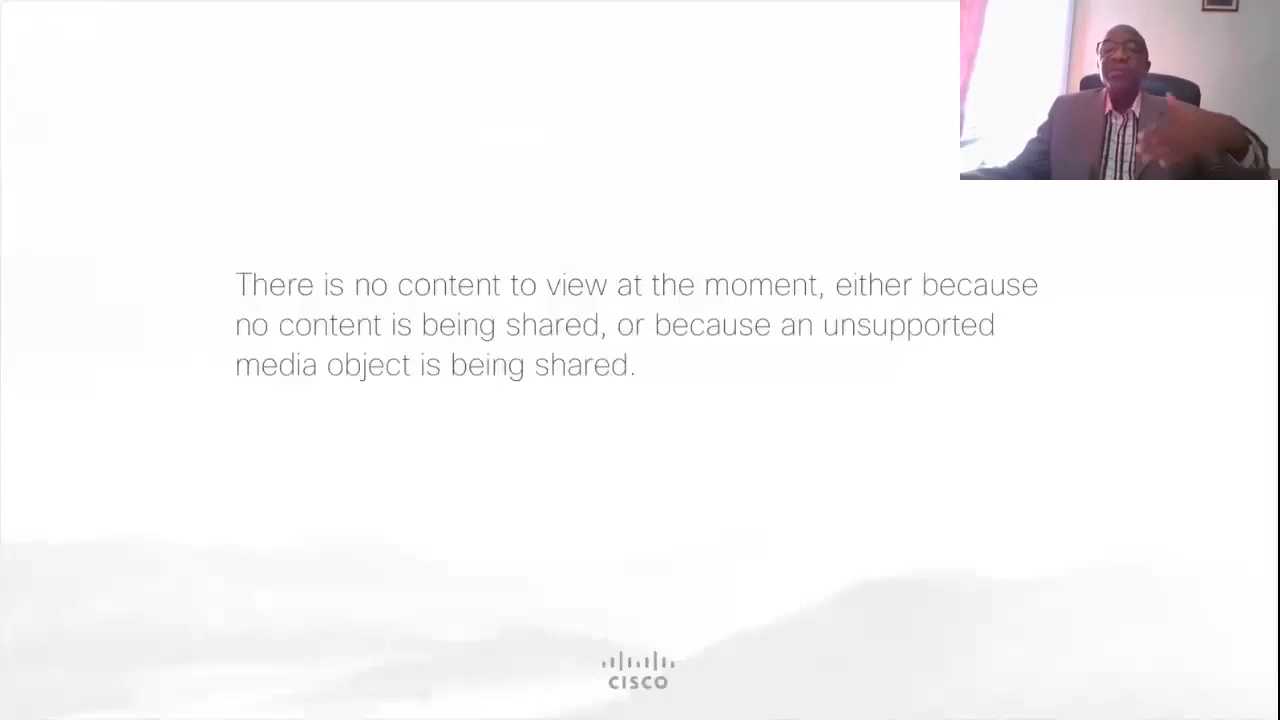 There is no content to view at the moment, either because
no content is being shared, or because an unsupported
media object is being shared.
CISCO